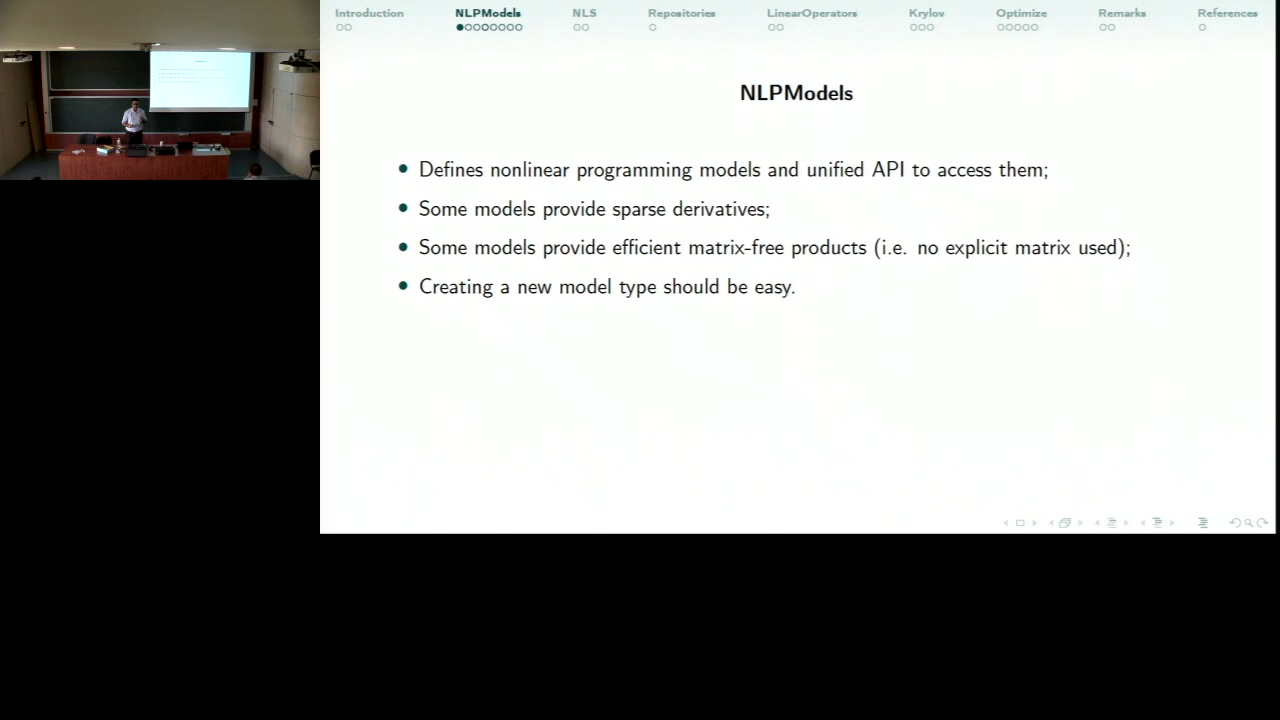 Introduction NLPModels NLS Repositories LinearOperators Krylov Optimize Remarks References
NLPModels
Defines nonlinear programming models and unified API to access them;
Some models provide sparse derivatives;
Some models provide efficient matrix-free products (i.e. no explicit matrix used);
Creating a new model type should be easy.